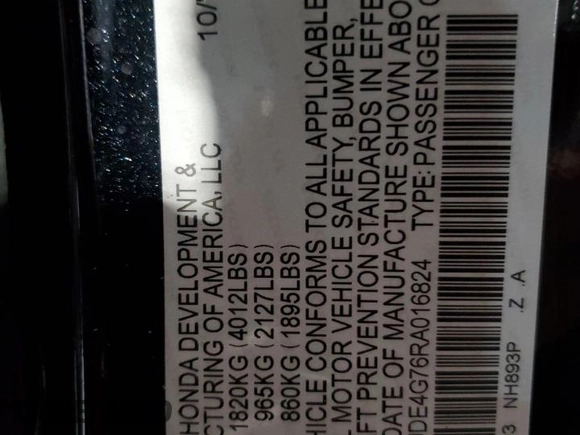 HONDA DEVELOPMENT &
CTURING OF AMERICA, LLC 10/
1820KG (4012LBS)
965KG (2127LBS)
860KG (1895LBS)
HICLE CONFORMS TO ALL APPLICABLE
MOTOR VEHICLE SAFETY, BUMPER,
FT PREVENTION STANDARDS IN EFFE
DATE OF MANUFACTURE SHOWN ABO
DE4G76RA016824 TYPE: PASSENGER
3 NH893P .Z .A